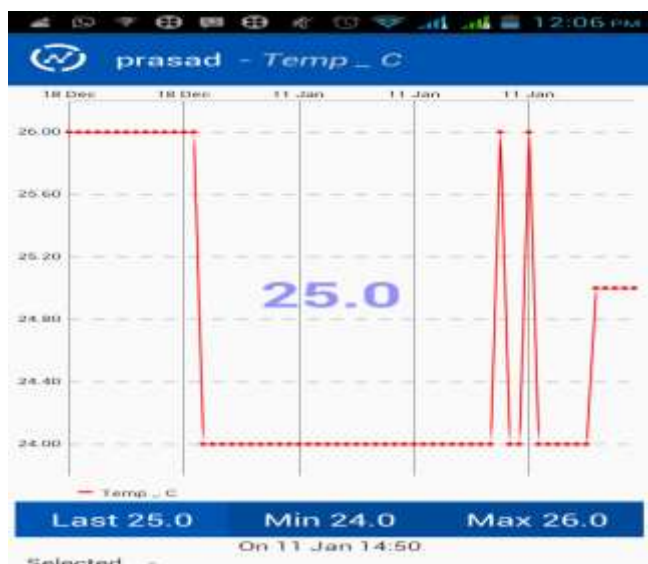 12:06 PM
prasad - Temp _ C
18 Dec 18 Dec 11 Jan 11 Jan 11 Jan
26.00
25.60
25.20
25.0
24.80
24.40
24.00
Temp _ C
Last 25.0 Min 24.0 Max 26.0
On 11 Jan 14:50
Selected